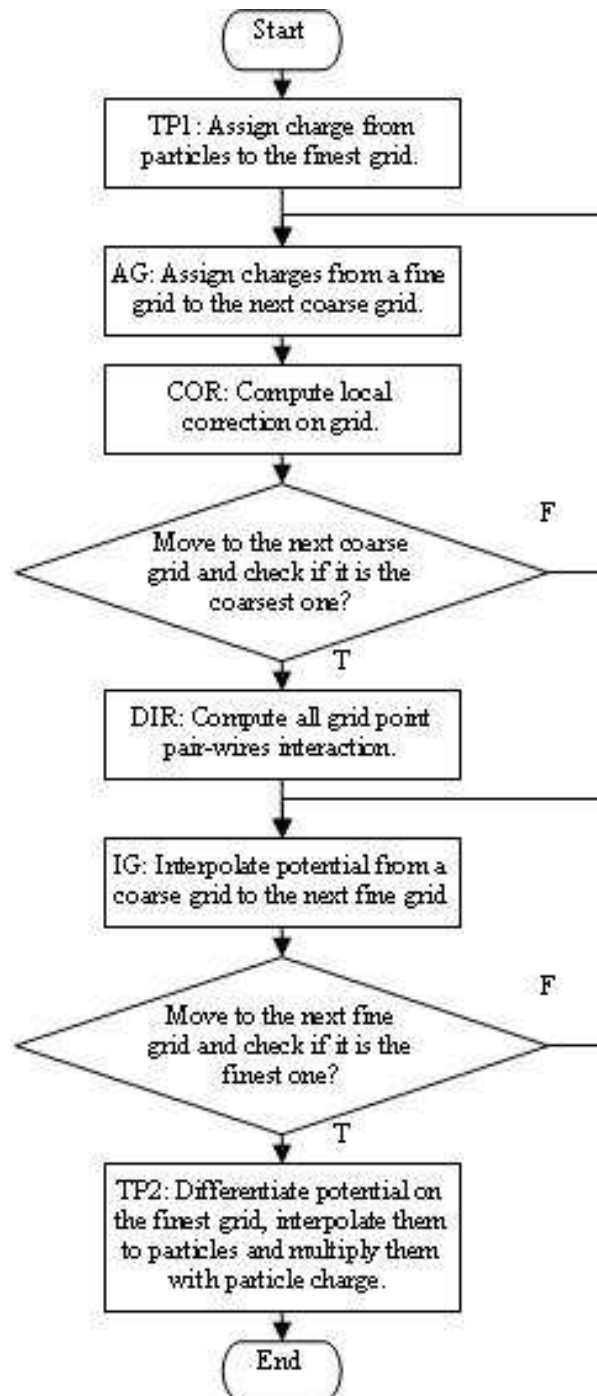 Start
TP1: Assign charge from
particles to the finest grid.
AG: Assign charges from a fine
grid to the next coarse grid.
COR: Compute local
correction on grid.
Move to the next coarse
grid and check if it is the
coarsest one?
F
T
DIR: Compute all grid point
pair-wires interaction.
IG: Interpolate potential from a
coarse grid to the next fine grid
Move to the next fine
grid and check if it is the
finest one?
F
T
TP2: Differentiate potential on
the finest grid, interpolate them
to particles and multiply them
with particle charge.
End